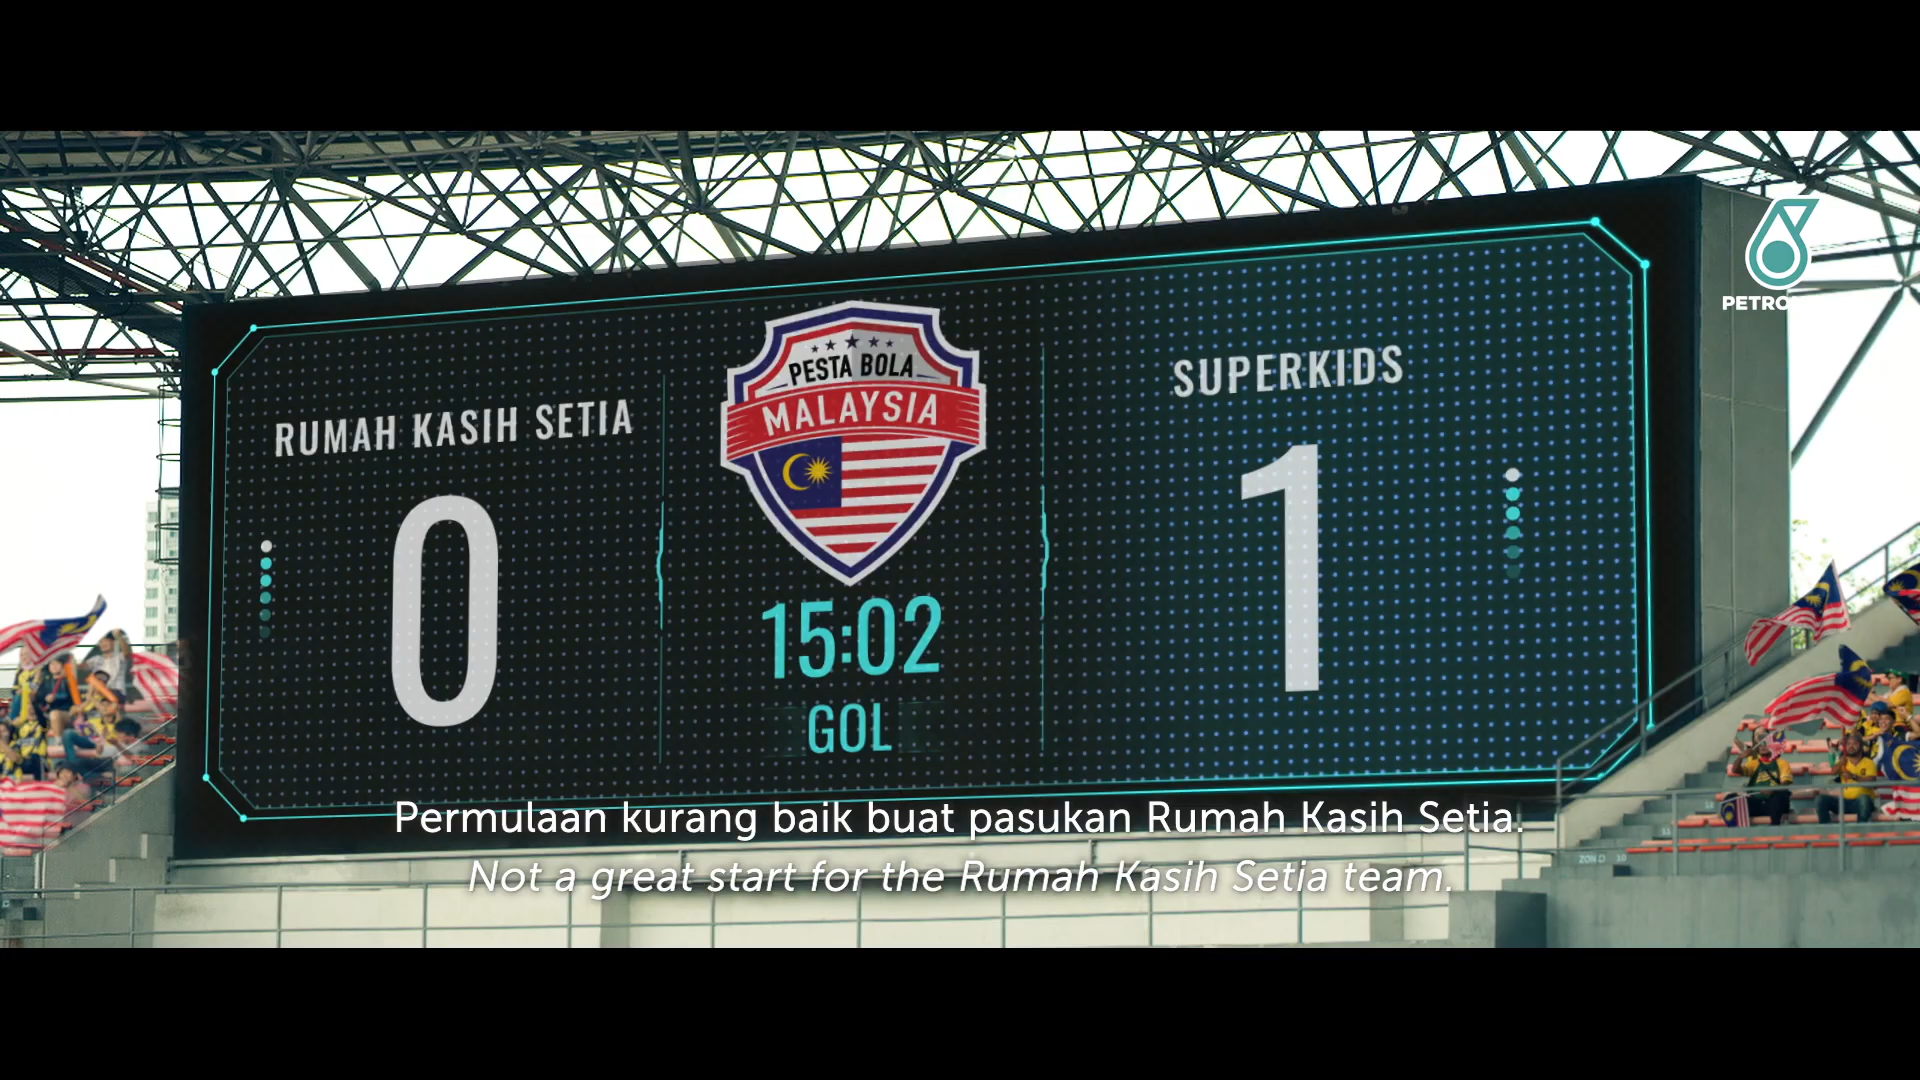 PETRO
PESTA BOLA
MALAYSIA
RUMAH KASIH SETIA
SUPERKIDS
0
1
15:02
GOL
Permulaan kurang baik buat pasukan Rumah Kasih Setia.
Not a great start for the Rumah Kasih Setia team.